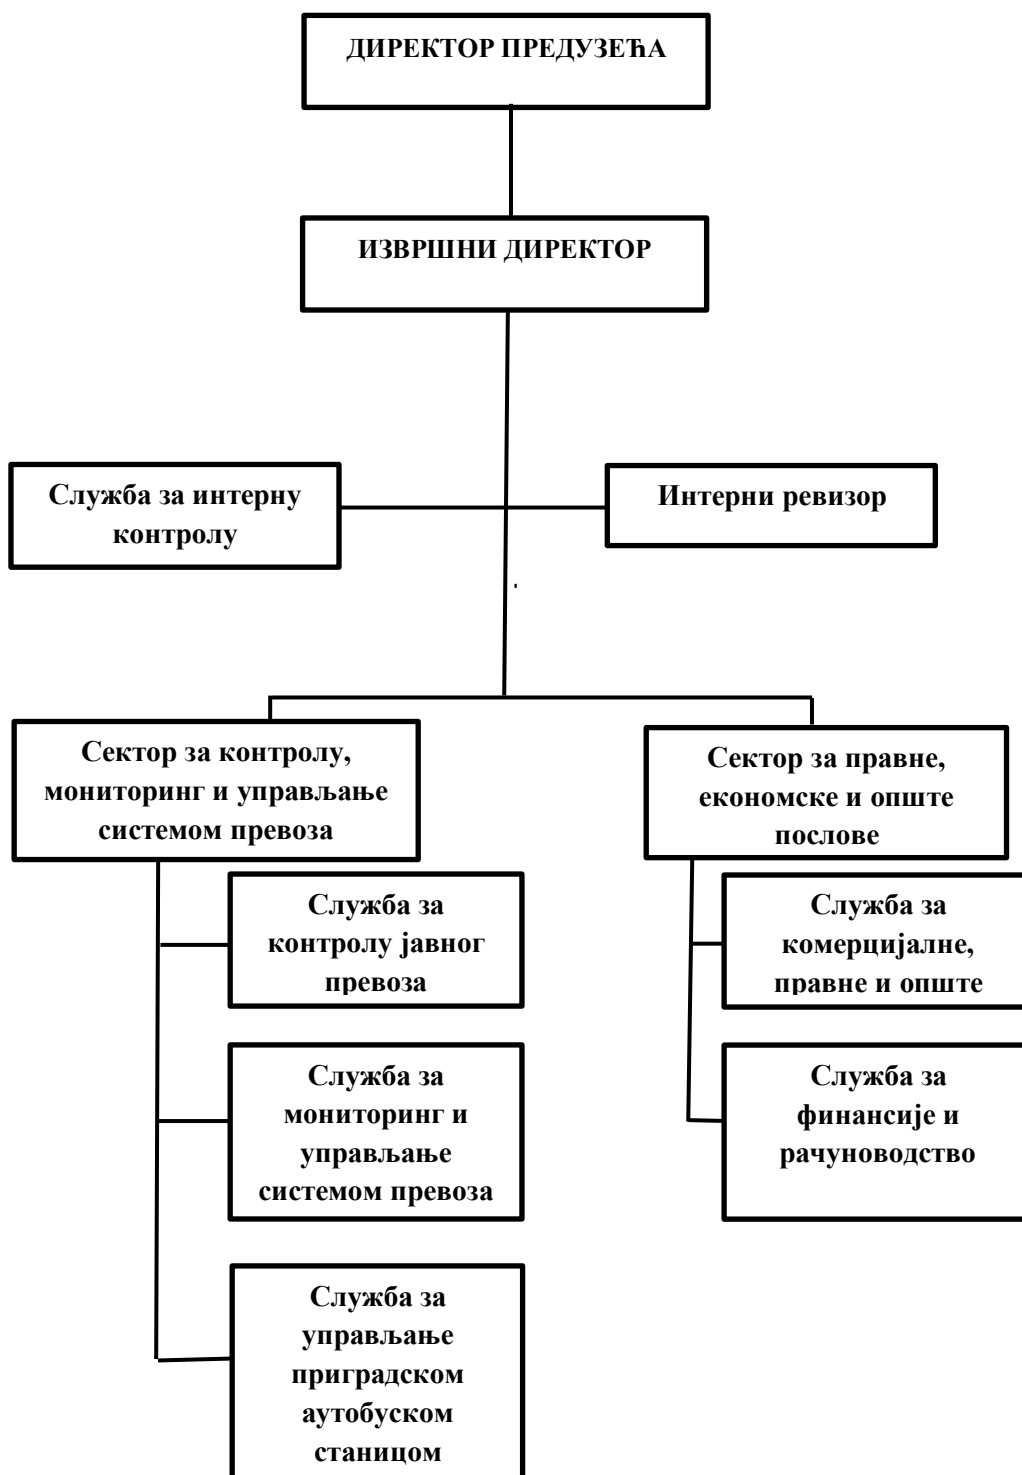 ДИРЕКТОР ПРЕДУЗЕЋА
ИЗВРШНИ ДИРЕКТОР
Служба за интерну
контролу
Интерни ревизор
Сектор за контролу,
мониторинг и управљање
системом превоза
Сектор за правне,
економске и опште
послове
Служба за
контролу јавног
превоза
Служба за
комерцијалне,
правне и опште
Служба за
мониторинг и
управљање
системом превоза
Служба за
финансије и
рачуноводство
Служба за
управљање
приградском
аутобуском
станицом